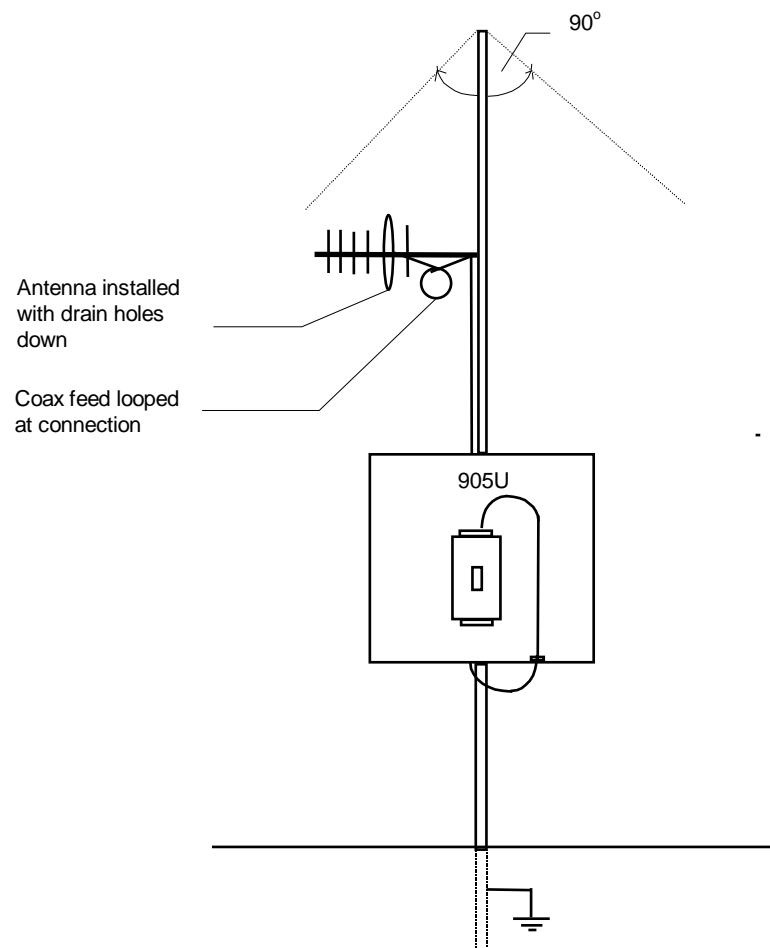 90°
Antenna installed
with drain holes
down
Coax feed looped
at connection
905U